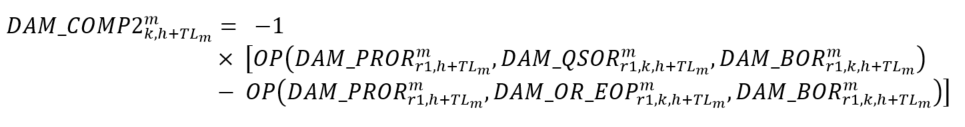 DAM_COMP2^m_{k,h+TL_m} = -1
× [OP(DAM_PROR^m_{r1,h+TL_m}, DAM_QSOR^m_{r1,k,h+TL_m}, DAM_BOR^m_{r1,k,h+TL_m})
− OP(DAM_PROR^m_{r1,h+TL_m}, DAM_OR_EOP^m_{r1,k,h+TL_m}, DAM_BOR^m_{r1,k,h+TL_m})]